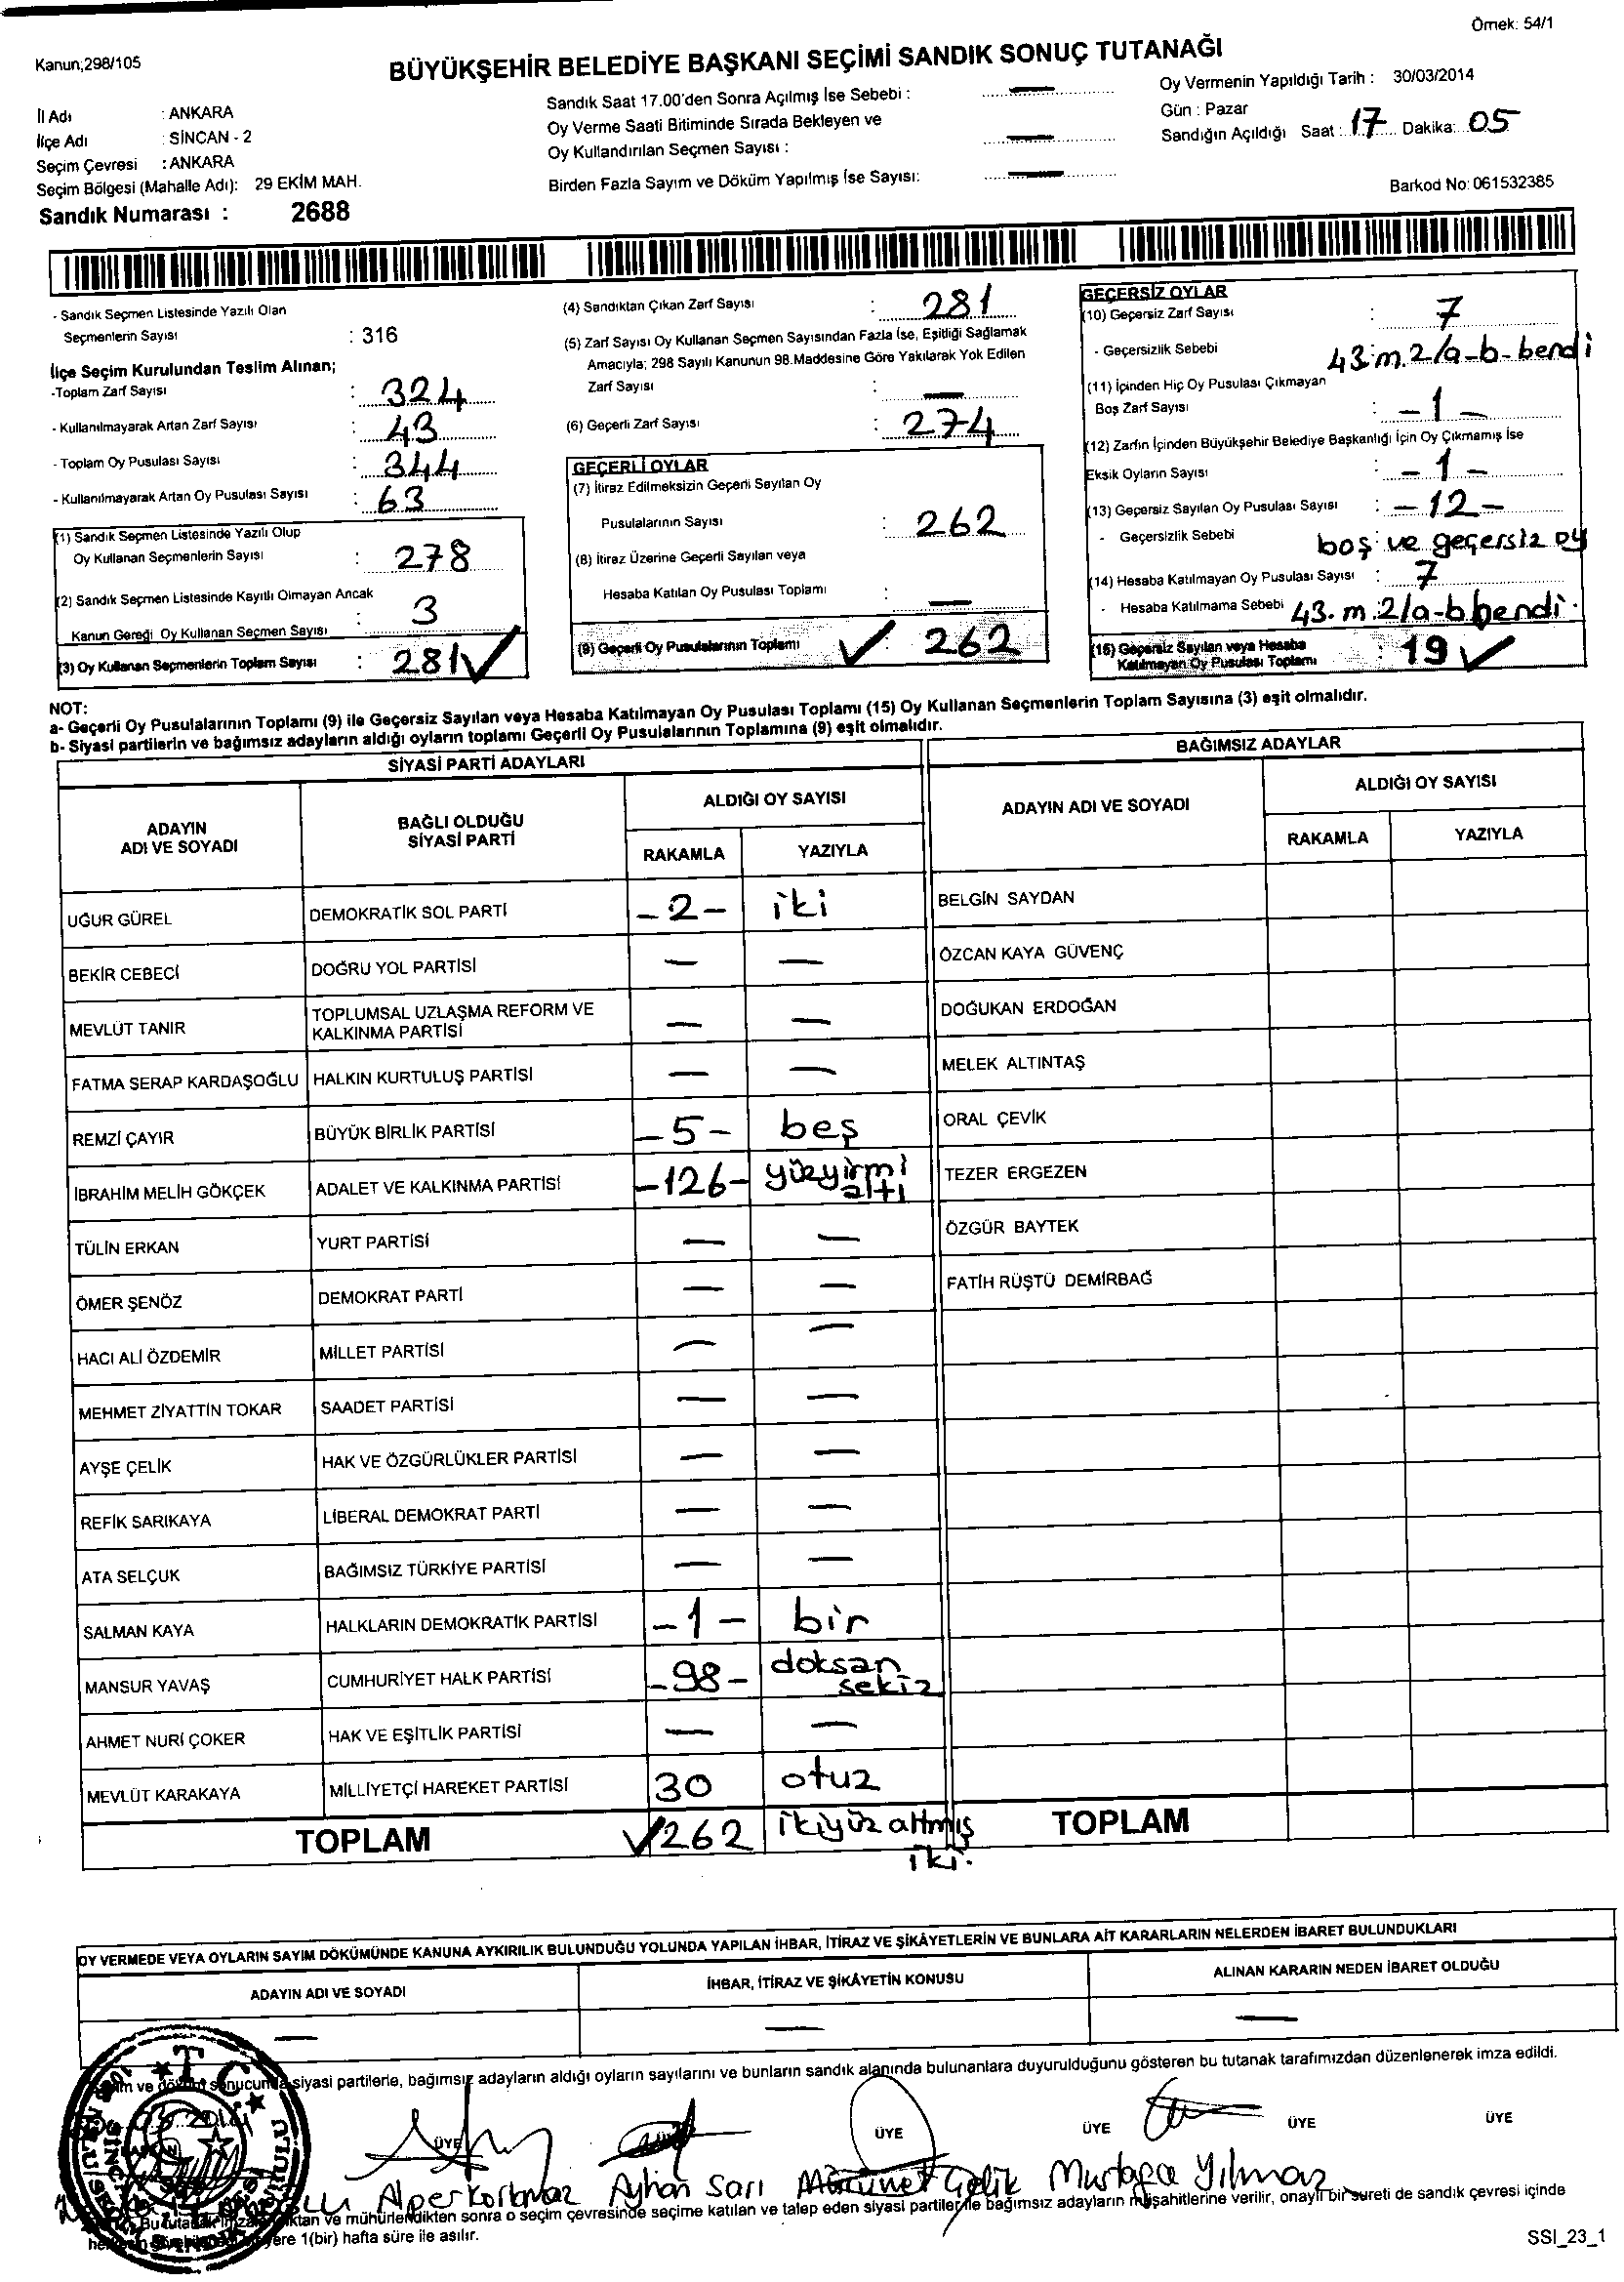 Örnek: 54/1
Kanun;298/105
BÜYÜKŞEHİR BELEDİYE BAŞKANI SEÇİMİ SANDIK SONUÇ TUTANAĞI
İl Adı : ANKARA
İlçe Adı : SİNCAN - 2
Seçim Çevresi : ANKARA
Seçim Bölgesi (Mahalle Adı): 29 EKİM MAH.
Sandık Numarası : 2688
Sandık Saat 17.00'den Sonra Açılmış İse Sebebi : —
Oy Verme Saati Bitiminde Sırada Bekleyen ve
Oy Kullandırılan Seçmen Sayısı : —
Birden Fazla Sayım ve Döküm Yapılmış İse Sayısı: —
Oy Vermenin Yapıldığı Tarih : 30/03/2014
Gün : Pazar
Sandığın Açıldığı Saat : 17 Dakika: 05
Barkod No: 061532385
- Sandık Seçmen Listesinde Yazılı Olan
Seçmenlerin Sayısı : 316
İlçe Seçim Kurulundan Teslim Alınan;
-Toplam Zarf Sayısı : 324
- Kullanılmayarak Artan Zarf Sayısı : 43
- Toplam Oy Pusulası Sayısı : 344
- Kullanılmayarak Artan Oy Pusulası Sayısı : 63
(1) Sandık Seçmen Listesinde Yazılı Olup
Oy Kullanan Seçmenlerin Sayısı : 278
(2) Sandık Seçmen Listesinde Kayıtlı Olmayan Ancak
Kanun Gereği Oy Kullanan Seçmen Sayısı : 3
(3) Oy Kullanan Seçmenlerin Toplam Sayısı : 281 ✓
(4) Sandıktan Çıkan Zarf Sayısı : 281
(5) Zarf Sayısı Oy Kullanan Seçmen Sayısından Fazla İse, Eşitliği Sağlamak
Amacıyla; 298 Sayılı Kanunun 98.Maddesine Göre Yakılarak Yok Edilen
Zarf Sayısı : —
(6) Geçerli Zarf Sayısı : 274
GEÇERLİ OYLAR
(7) İtiraz Edilmeksizin Geçerli Sayılan Oy
Pusulalarının Sayısı : 262
(8) İtiraz Üzerine Geçerli Sayılan veya
Hesaba Katılan Oy Pusulası Toplamı : —
(9) Geçerli Oy Pusulalarının Toplamı ✓ : 262
GEÇERSİZ OYLAR
(10) Geçersiz Zarf Sayısı : 7
- Geçersizlik Sebebi 43.m.2/a-b-bendi
(11) İçinden Hiç Oy Pusulası Çıkmayan
Boş Zarf Sayısı : -1-
(12) Zarfın İçinden Büyükşehir Belediye Başkanlığı İçin Oy Çıkmamış İse
Eksik Oyların Sayısı : -1-
(13) Geçersiz Sayılan Oy Pusulası Sayısı : -12-
- Geçersizlik Sebebi boş ve geçersiz oy
(14) Hesaba Katılmayan Oy Pusulası Sayısı : 7
- Hesaba Katılmama Sebebi 43.m.2/a-b bendi.
(15) Geçersiz Sayılan veya Hesaba
Katılmayan Oy Pusulası Toplamı : 19 ✓
NOT:
a- Geçerli Oy Pusulalarının Toplamı (9) ile Geçersiz Sayılan veya Hesaba Katılmayan Oy Pusulası Toplamı (15) Oy Kullanan Seçmenlerin Toplam Sayısına (3) eşit olmalıdır.
b- Siyasi partilerin ve bağımsız adayların aldığı oyların toplamı Geçerli Oy Pusulalarının Toplamına (9) eşit olmalıdır.
SİYASİ PARTİ ADAYLARI
ADAYIN ADI VE SOYADI BAĞLI OLDUĞU SİYASİ PARTİ ALDIĞI OY SAYISI
RAKAMLA YAZIYLA
UĞUR GÜREL DEMOKRATİK SOL PARTİ -2- iki
BEKİR CEBECİ DOĞRU YOL PARTİSİ — —
MEVLÜT TANIR TOPLUMSAL UZLAŞMA REFORM VE KALKINMA PARTİSİ — —
FATMA SERAP KARDAŞOĞLU HALKIN KURTULUŞ PARTİSİ — —
REMZİ ÇAYIR BÜYÜK BİRLİK PARTİSİ -5- beş
İBRAHİM MELİH GÖKÇEK ADALET VE KALKINMA PARTİSİ -126- yüzyirmi altı
TÜLİN ERKAN YURT PARTİSİ — —
ÖMER ŞENÖZ DEMOKRAT PARTİ — —
HACI ALİ ÖZDEMİR MİLLET PARTİSİ — —
MEHMET ZİYATTİN TOKAR SAADET PARTİSİ — —
AYŞE ÇELİK HAK VE ÖZGÜRLÜKLER PARTİSİ — —
REFİK SARIKAYA LİBERAL DEMOKRAT PARTİ — —
ATA SELÇUK BAĞIMSIZ TÜRKİYE PARTİSİ — —
SALMAN KAYA HALKLARIN DEMOKRATİK PARTİSİ -1- bir
MANSUR YAVAŞ CUMHURİYET HALK PARTİSİ -98- doksan sekiz
AHMET NURİ ÇOKER HAK VE EŞİTLİK PARTİSİ — —
MEVLÜT KARAKAYA MİLLİYETÇİ HAREKET PARTİSİ 30 otuz
TOPLAM ✓262 ikiyüz altmış iki.
BAĞIMSIZ ADAYLAR
ADAYIN ADI VE SOYADI ALDIĞI OY SAYISI
RAKAMLA YAZIYLA
BELGİN SAYDAN
ÖZCAN KAYA GÜVENÇ
DOĞUKAN ERDOĞAN
MELEK ALTINTAŞ
ORAL ÇEVİK
TEZER ERGEZEN
ÖZGÜR BAYTEK
FATİH RÜŞTÜ DEMİRBAĞ
TOPLAM
OY VERMEDE VEYA OYLARIN SAYIM DÖKÜMÜNDE KANUNA AYKIRILIK BULUNDUĞU YOLUNDA YAPILAN İHBAR, İTİRAZ VE ŞİKÂYETLERİN VE BUNLARA AİT KARARLARIN NELERDEN İBARET BULUNDUKLARI
ADAYIN ADI VE SOYADI İHBAR, İTİRAZ VE ŞİKÂYETİN KONUSU ALINAN KARARIN NEDEN İBARET OLDUĞU
— — —
ve döküm sonucunda siyasi partilerle, bağımsız adayların aldığı oyların sayılarını ve bunların sandık alanında bulunanlara duyurulduğunu gösteren bu tutanak tarafımızdan düzenlenerek imza edildi.
T.C.
ÜYE ÜYE ÜYE ÜYE ÜYE ÜYE
Alper Korkmaz Ayhan Sarı Çelik Mustafa Yılmaz
Bu tutanak ve mühürlendikten sonra o seçim çevresinde seçime katılan ve talep eden siyasi partiler ile bağımsız adayların müşahitlerine verilir, onaylı bir sureti de sandık çevresi içinde
yere 1(bir) hafta süre ile asılır.
SSI_23_1